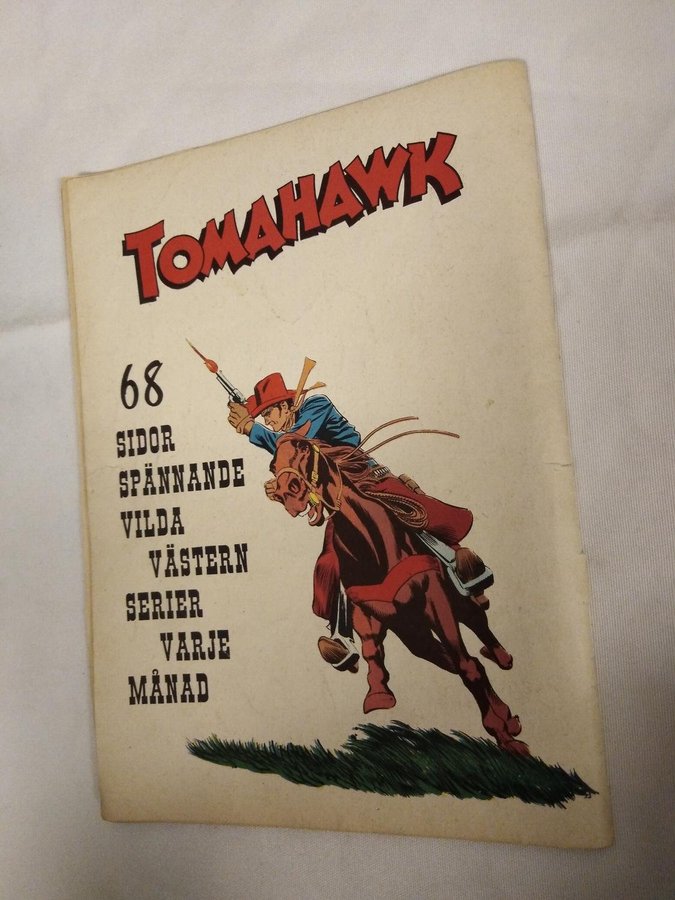 TOMAHAWK
68
SIDOR
SPÄNNANDE
VILDA
VÄSTERN
SERIER
VARJE
MÅNAD